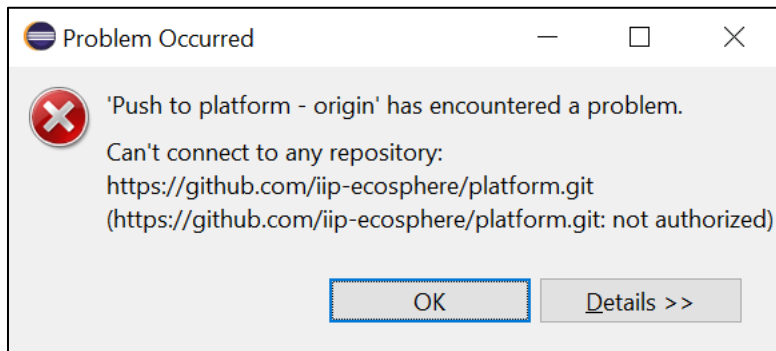 Problem Occurred
'Push to platform - origin' has encountered a problem.
Can't connect to any repository:
https://github.com/iip-ecosphere/platform.git
(https://github.com/iip-ecosphere/platform.git: not authorized)
OK
Details >>